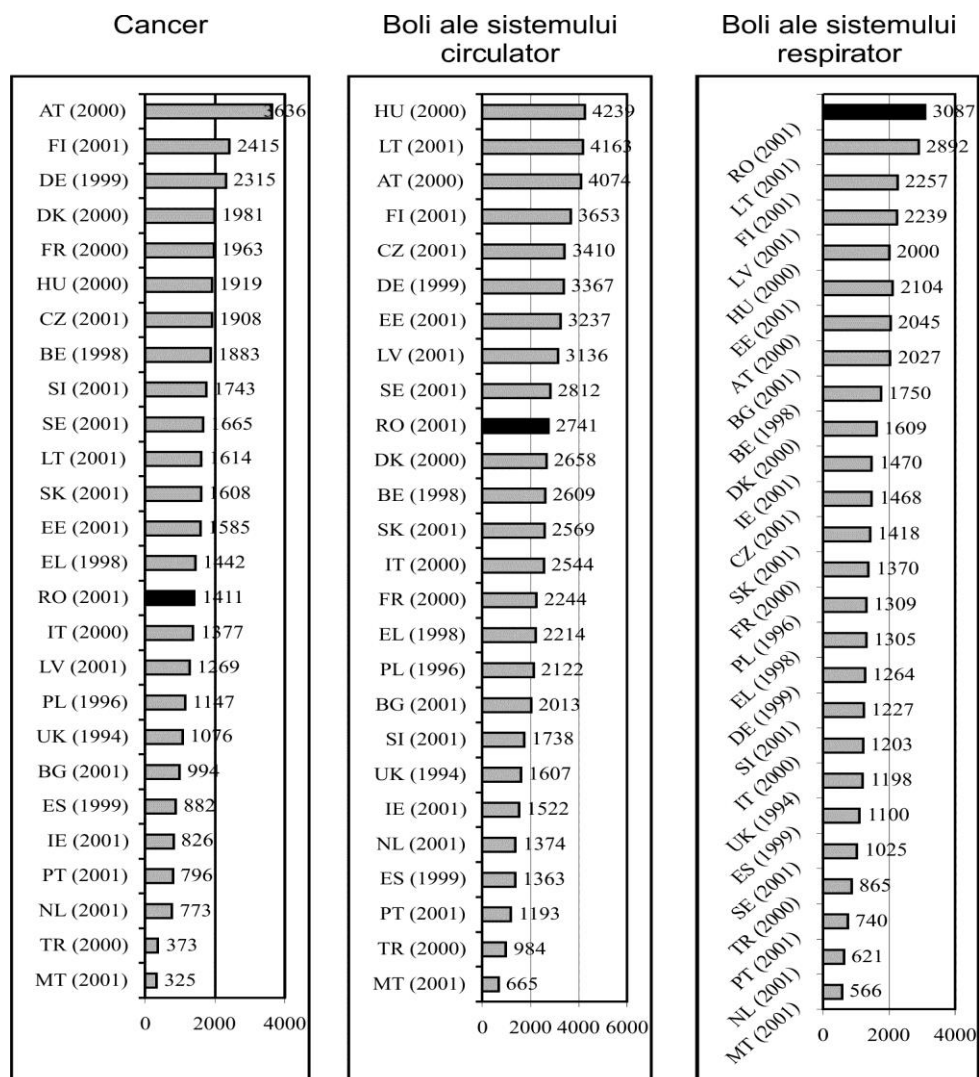 Cancer
AT (2000) 3636
FI (2001) 2415
DE (1999) 2315
DK (2000) 1981
FR (2000) 1963
HU (2000) 1919
CZ (2001) 1908
BE (1998) 1883
SI (2001) 1743
SE (2001) 1665
LT (2001) 1614
SK (2001) 1608
EE (2001) 1585
EL (1998) 1442
RO (2001) 1411
IT (2000) 1377
LV (2001) 1269
PL (1996) 1147
UK (1994) 1076
BG (2001) 994
ES (1999) 882
IE (2001) 826
PT (2001) 796
NL (2001) 773
TR (2000) 373
MT (2001) 325
0 2000 4000
Boli ale sistemului
circulator
HU (2000) 4239
LT (2001) 4163
AT (2000) 4074
FI (2001) 3653
CZ (2001) 3410
DE (1999) 3367
EE (2001) 3237
LV (2001) 3136
SE (2001) 2812
RO (2001) 2741
DK (2000) 2658
BE (1998) 2609
SK (2001) 2569
IT (2000) 2544
FR (2000) 2244
EL (1998) 2214
PL (1996) 2122
BG (2001) 2013
SI (2001) 1738
UK (1994) 1607
IE (2001) 1522
NL (2001) 1374
ES (1999) 1363
PT (2001) 1193
TR (2000) 984
MT (2001) 665
0 2000 4000 6000
Boli ale sistemului
respirator
RO (2001) 3087
LT (2001) 2892
FI (2001) 2257
LV (2001) 2239
HU (2000) 2000
EE (2001) 2104
AT (2000) 2045
BG (2001) 2027
BE (1998) 1750
DK (2000) 1609
IE (2001) 1470
CZ (2001) 1468
SK (2001) 1418
FR (2000) 1370
PL (1996) 1309
EL (1998) 1305
DE (1999) 1264
SI (2001) 1227
IT (2000) 1203
UK (1994) 1198
ES (1999) 1100
SE (2001) 1025
TR (2000) 865
PT (2001) 740
NL (2001) 621
MT (2001) 566
0 2000 4000